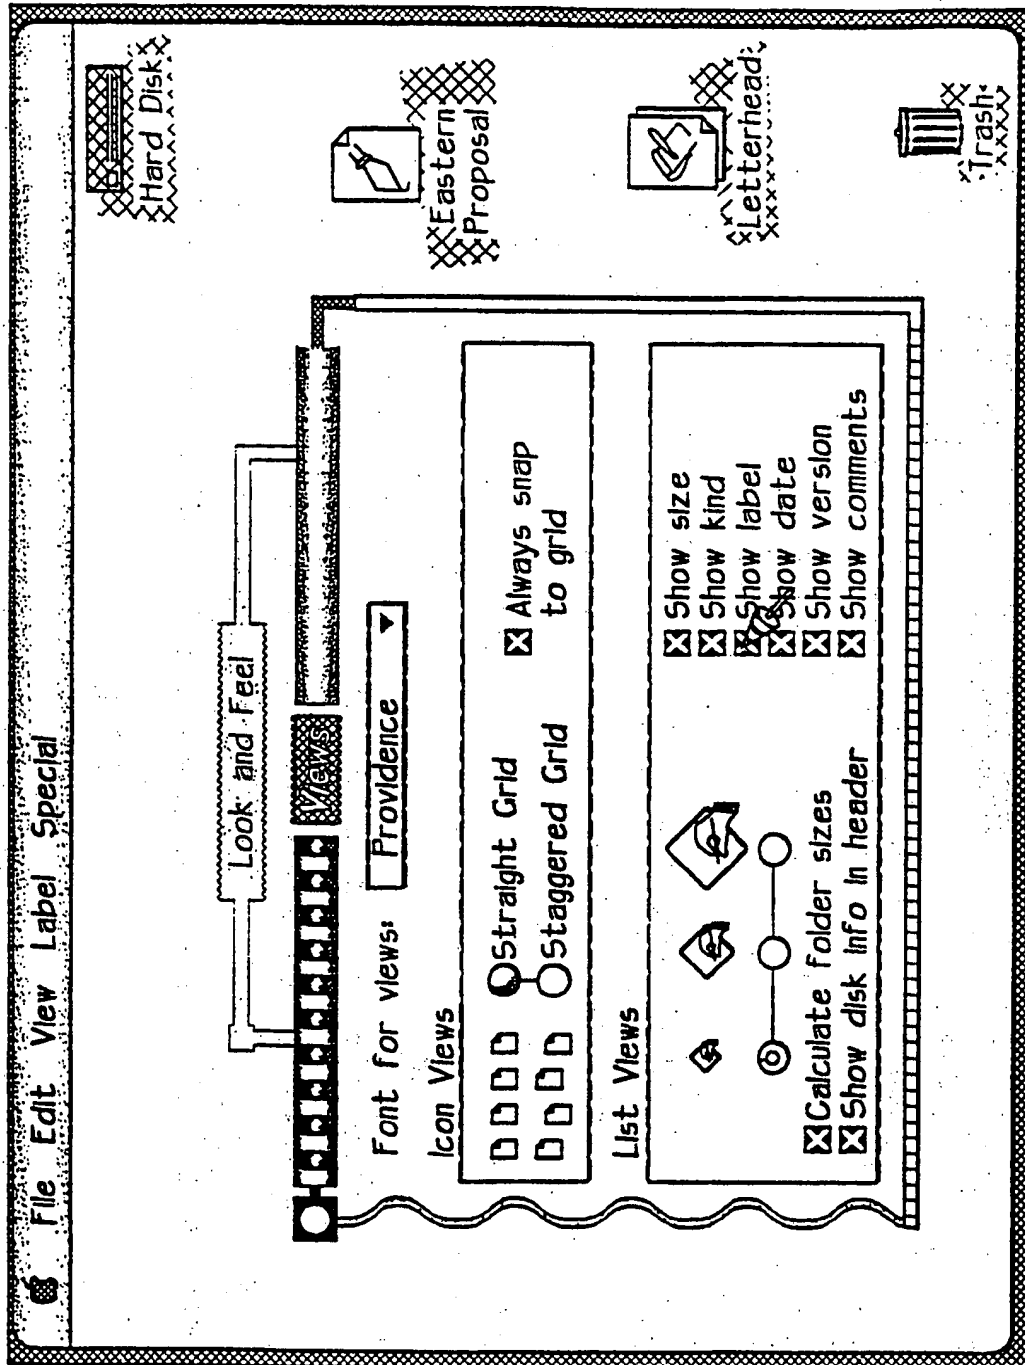 File Edit View Label Special
Hard Disk
Look and Feel
Views
Eastern
Proposal
Font for views: Providence
Icon Views
Straight Grid
Staggered Grid
Always snap
to grid
Letterhead
List Views
Show size
Show kind
Show label
Show date
Show version
Show comments
Calculate folder sizes
Show disk info in header
Trash